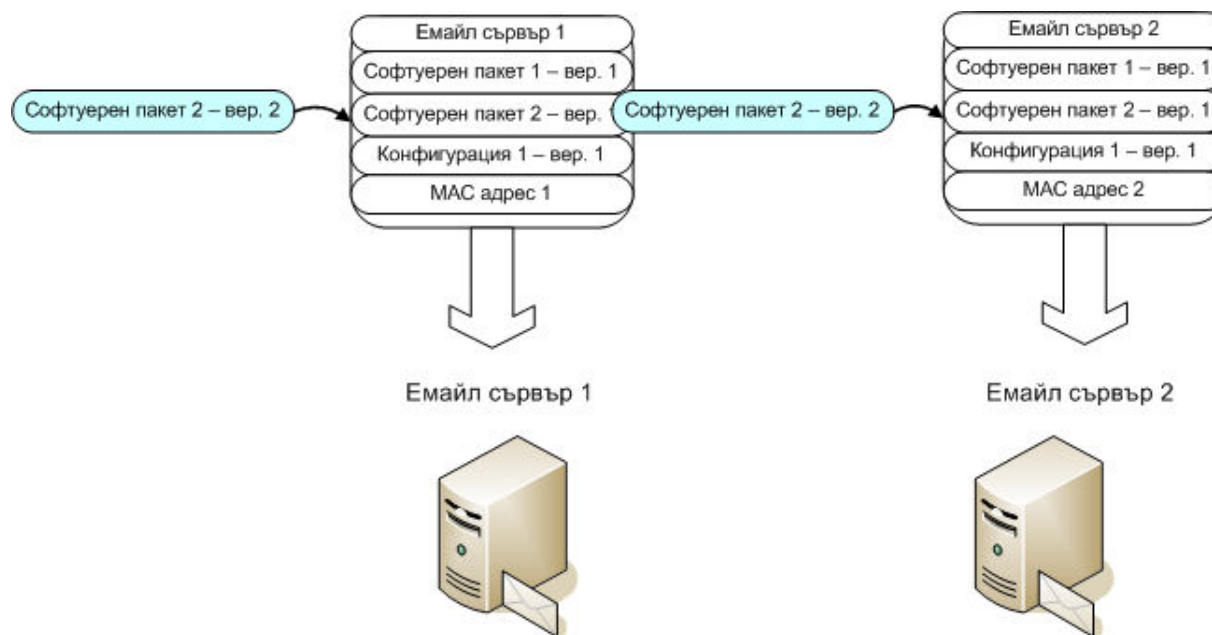 Емайл сървър 1
Софтуерен пакет 1 – вер. 1
Софтуерен пакет 2 – вер. 2
Софтуерен пакет 2 – вер.
Конфигурация 1 – вер. 1
МАС адрес 1
Емайл сървър 2
Софтуерен пакет 1 – вер. 1
Софтуерен пакет 2 – вер. 2
Софтуерен пакет 2 – вер. 1
Конфигурация 1 – вер. 1
МАС адрес 2
Емайл сървър 1
Емайл сървър 2